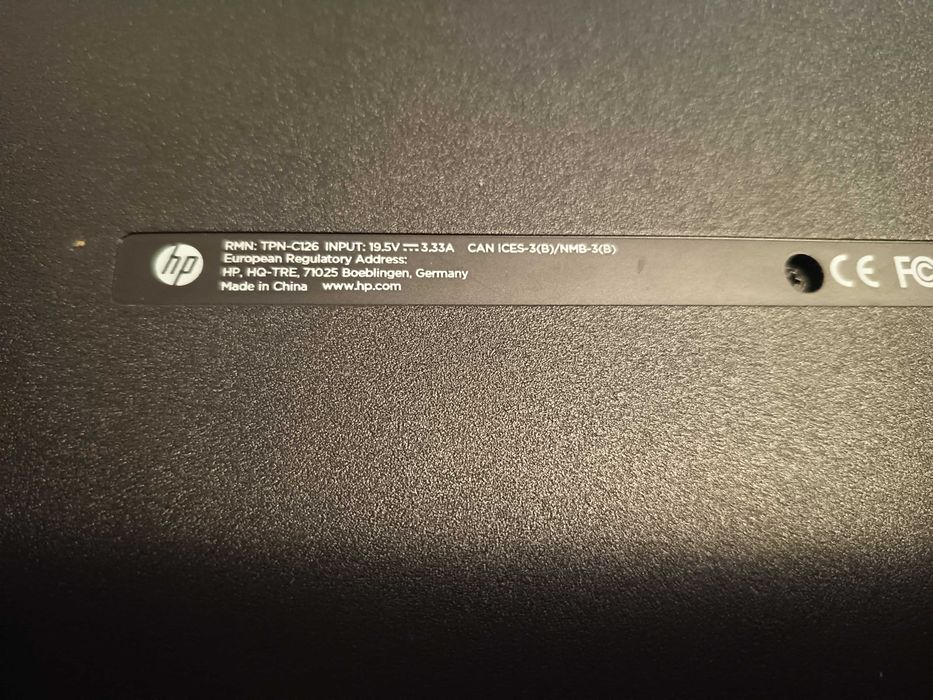 hp
RMN: TPN-C126 INPUT: 19.5V⎓3.33A CAN ICES-3(B)/NMB-3(B)
European Regulatory Address:
HP, HQ-TRE, 71025 Boeblingen, Germany
Made in China www.hp.com
CE FC